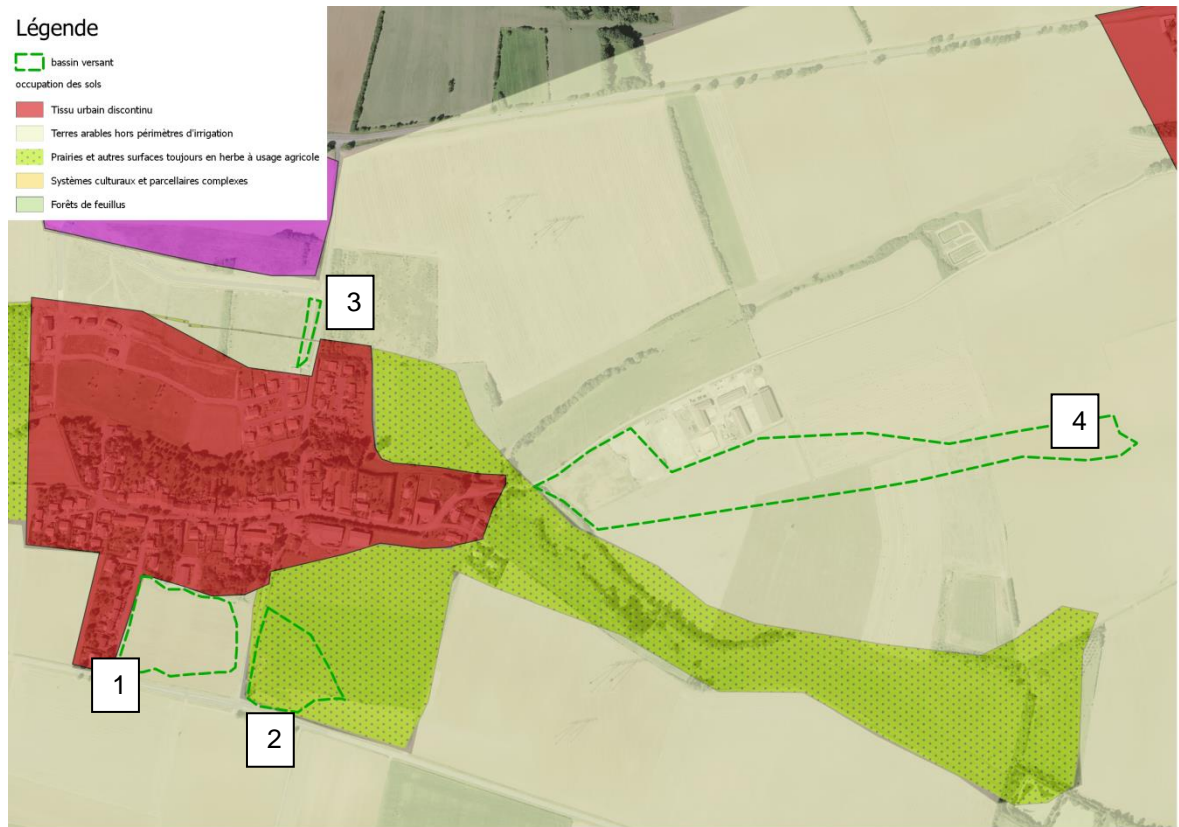 Légende
bassin versant
occupation des sols
Tissu urbain discontinu
Terres arables hors périmètres d'irrigation
Prairies et autres surfaces toujours en herbe à usage agricole
Systèmes culturaux et parcellaires complexes
Forêts de feuillus
3
4
1
2